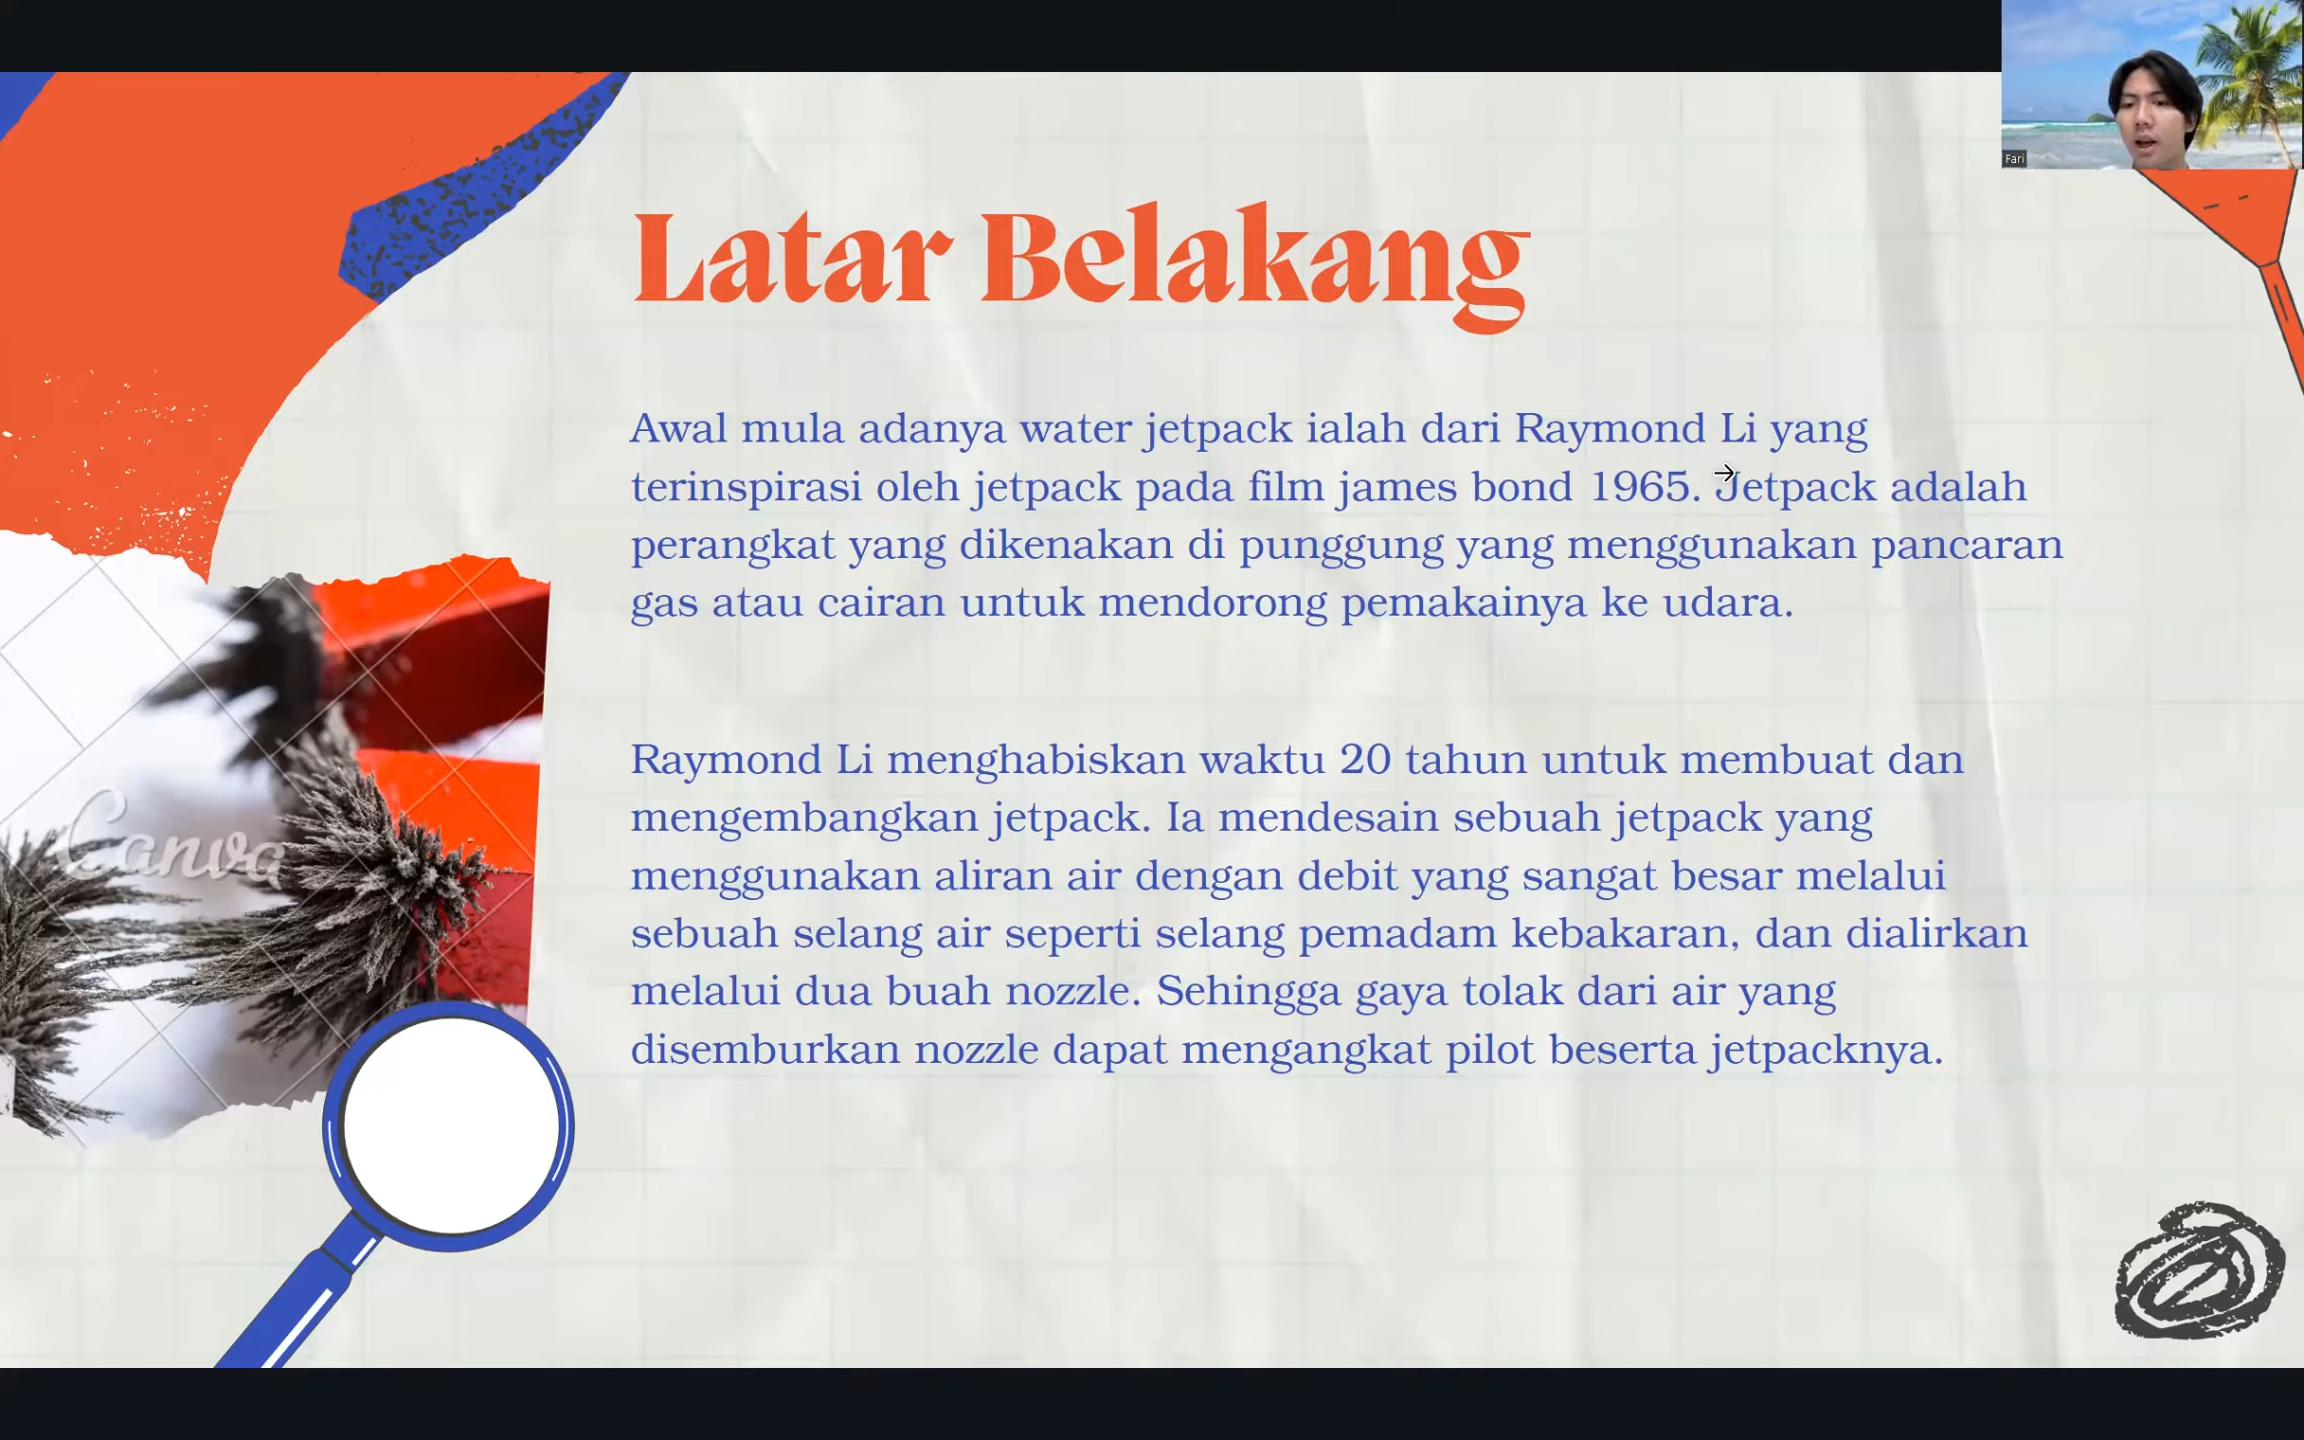 Fari
Latar Belakang
Awal mula adanya water jetpack ialah dari Raymond Li yang
terinspirasi oleh jetpack pada film james bond 1965. Jetpack adalah
perangkat yang dikenakan di punggung yang menggunakan pancaran
gas atau cairan untuk mendorong pemakainya ke udara.
Raymond Li menghabiskan waktu 20 tahun untuk membuat dan
mengembangkan jetpack. Ia mendesain sebuah jetpack yang
menggunakan aliran air dengan debit yang sangat besar melalui
sebuah selang air seperti selang pemadam kebakaran, dan dialirkan
melalui dua buah nozzle. Sehingga gaya tolak dari air yang
disemburkan nozzle dapat mengangkat pilot beserta jetpacknya.
Canva